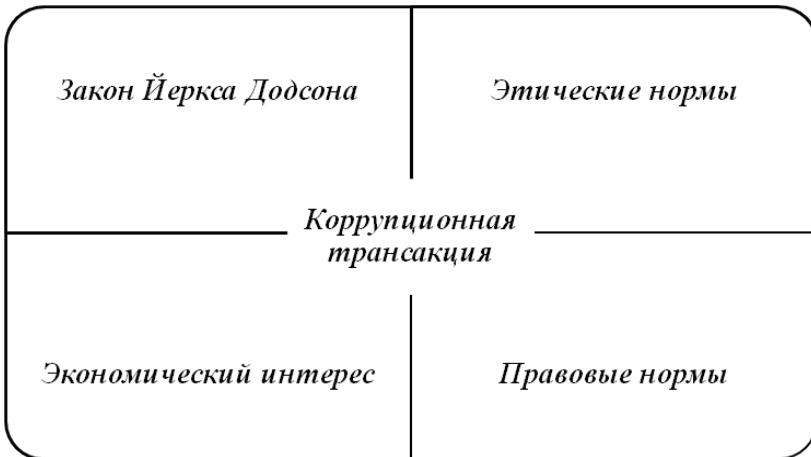 Закон Йеркса Додсона
Этические нормы
Коррупционная
трансакция
Экономический интерес
Правовые нормы